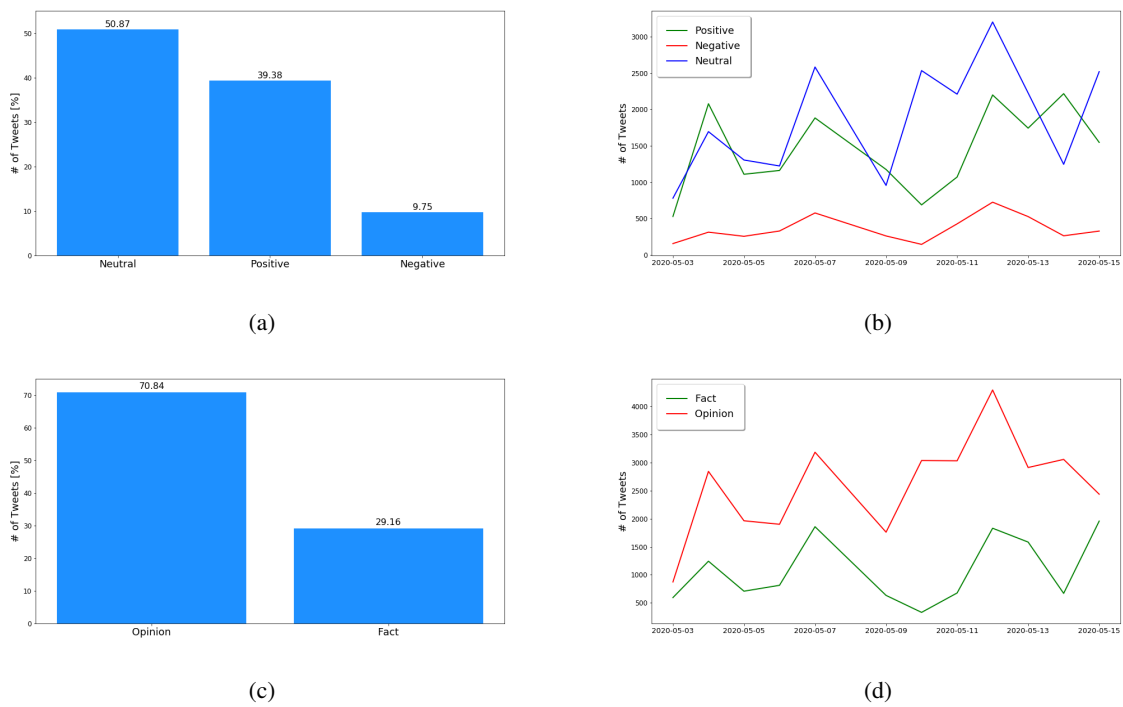 50.87
39.38
9.75
# of Tweets [%]
50
40
30
20
10
0
Neutral Positive Negative
(a)
Positive
Negative
Neutral
# of Tweets
3000
2500
2000
1500
1000
500
0
2020-05-03 2020-05-05 2020-05-07 2020-05-09 2020-05-11 2020-05-13 2020-05-15
(b)
70.84
29.16
# of Tweets [%]
70
60
50
40
30
20
10
0
Opinion Fact
(c)
Fact
Opinion
# of Tweets
4000
3500
3000
2500
2000
1500
1000
500
2020-05-03 2020-05-05 2020-05-07 2020-05-09 2020-05-11 2020-05-13 2020-05-15
(d)